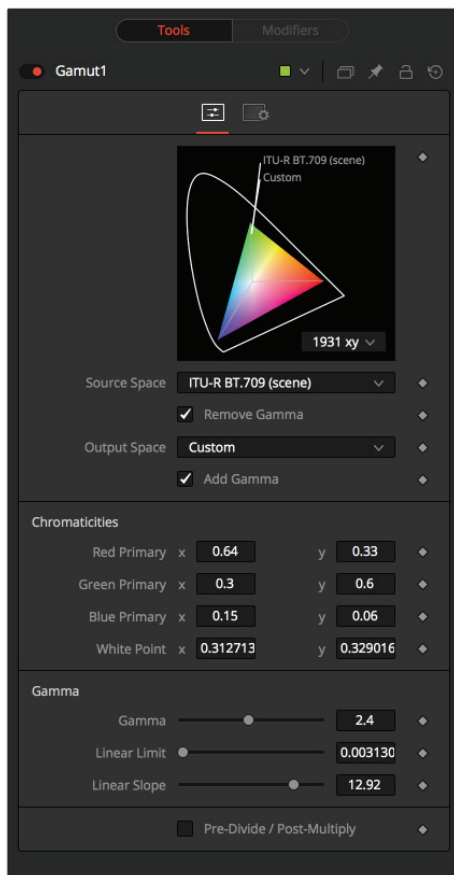 Tools Modifiers
Gamut1
ITU-R BT.709 (scene)
Custom
1931 xy
Source Space ITU-R BT.709 (scene)
Remove Gamma
Output Space Custom
Add Gamma
Chromaticities
Red Primary x 0.64 y 0.33
Green Primary x 0.3 y 0.6
Blue Primary x 0.15 y 0.06
White Point x 0.312713 y 0.329016
Gamma
Gamma 2.4
Linear Limit 0.003130
Linear Slope 12.92
Pre-Divide / Post-Multiply